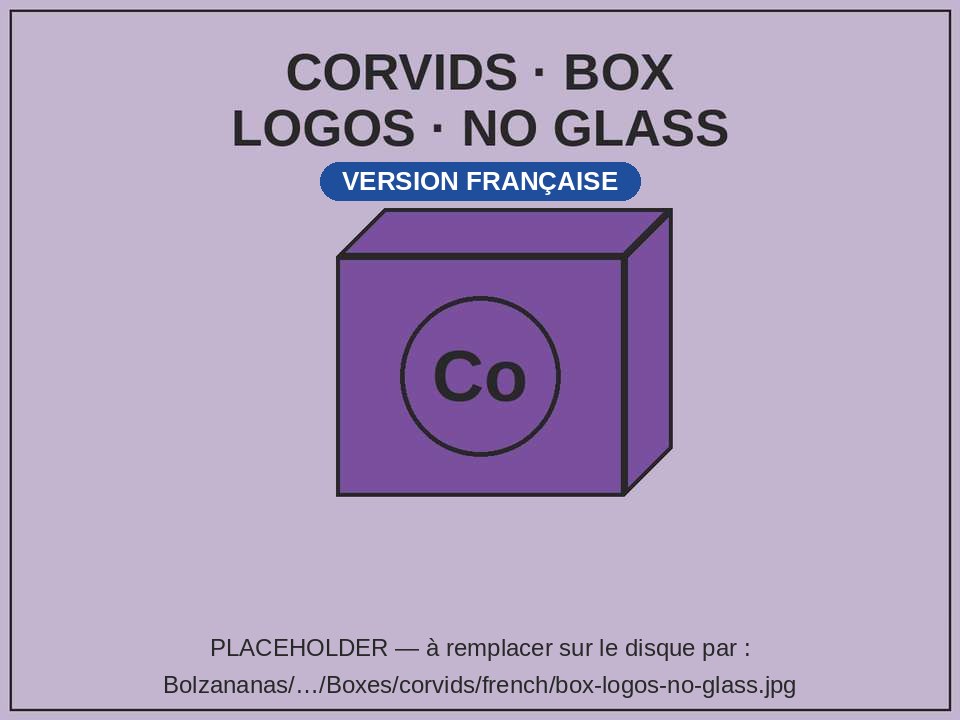 CORVIDS · BOX
LOGOS · NO GLASS
VERSION FRANÇAISE
Co
PLACEHOLDER — à remplacer sur le disque par :
Bolzananas/…/Boxes/corvids/french/box-logos-no-glass.jpg